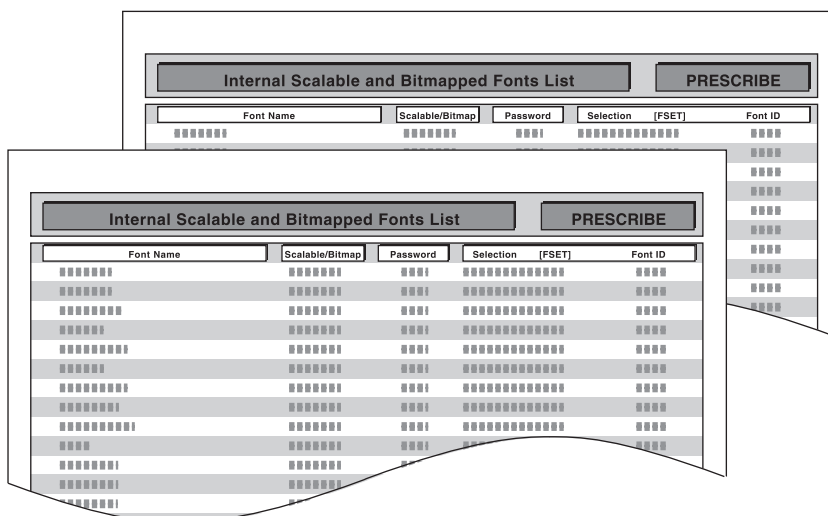 Internal Scalable and Bitmapped Fonts List PRESCRIBE
Font Name Scalable/Bitmap Password Selection [FSET] Font ID
Internal Scalable and Bitmapped Fonts List PRESCRIBE
Font Name Scalable/Bitmap Password Selection [FSET] Font ID